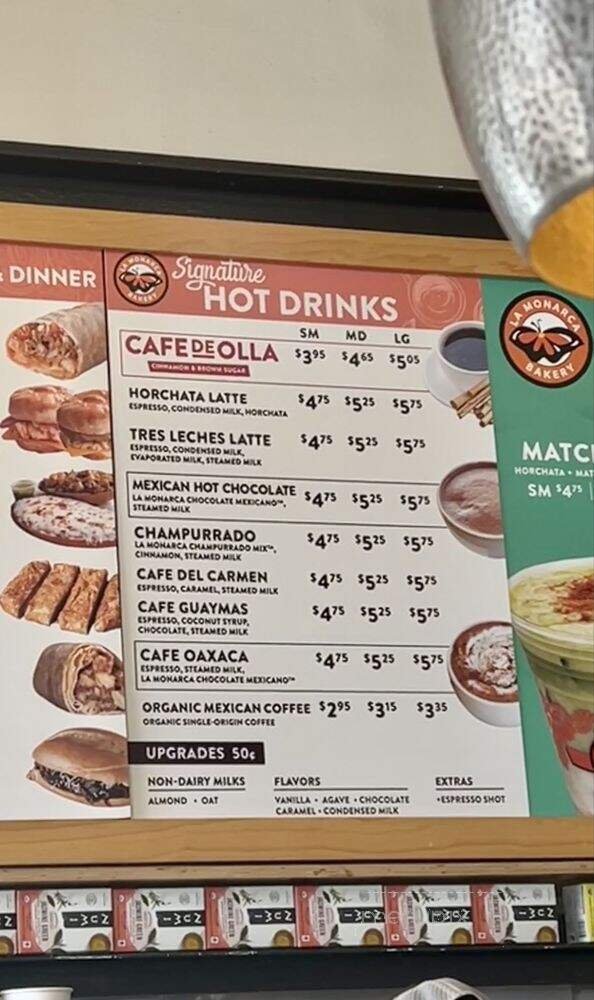 & DINNER
LA MONARCA
BAKERY
Signature
HOT DRINKS
SM MD LG
CAFE DE OLLA $3.95 $4.65 $5.05
CINNAMON & BROWN SUGAR
HORCHATA LATTE $4.75 $5.25 $5.75
ESPRESSO, CONDENSED MILK, HORCHATA
TRES LECHES LATTE $4.75 $5.25 $5.75
ESPRESSO, CONDENSED MILK,
EVAPORATED MILK, STEAMED MILK
MEXICAN HOT CHOCOLATE $4.75 $5.25 $5.75
LA MONARCA CHOCOLATE MEXICANO™,
STEAMED MILK
CHAMPURRADO $4.75 $5.25 $5.75
LA MONARCA CHAMPURRADO MIX™,
CINNAMON, STEAMED MILK
CAFE DEL CARMEN $4.75 $5.25 $5.75
ESPRESSO, CARAMEL, STEAMED MILK
CAFE GUAYMAS $4.75 $5.25 $5.75
ESPRESSO, COCONUT SYRUP,
CHOCOLATE, STEAMED MILK
CAFE OAXACA $4.75 $5.25 $5.75
ESPRESSO, STEAMED MILK,
LA MONARCA CHOCOLATE MEXICANO™
ORGANIC MEXICAN COFFEE $2.95 $3.15 $3.35
ORGANIC SINGLE-ORIGIN COFFEE
UPGRADES 50¢
NON-DAIRY MILKS
ALMOND • OAT
FLAVORS
VANILLA • AGAVE • CHOCOLATE
CARAMEL • CONDENSED MILK
EXTRAS
•ESPRESSO SHOT
LA MONARCA
BAKERY
MATC
HORCHATA • MAT
SM $4.75
NUMI
NUMI
NUMI
NUMI
NUMI
NUMI